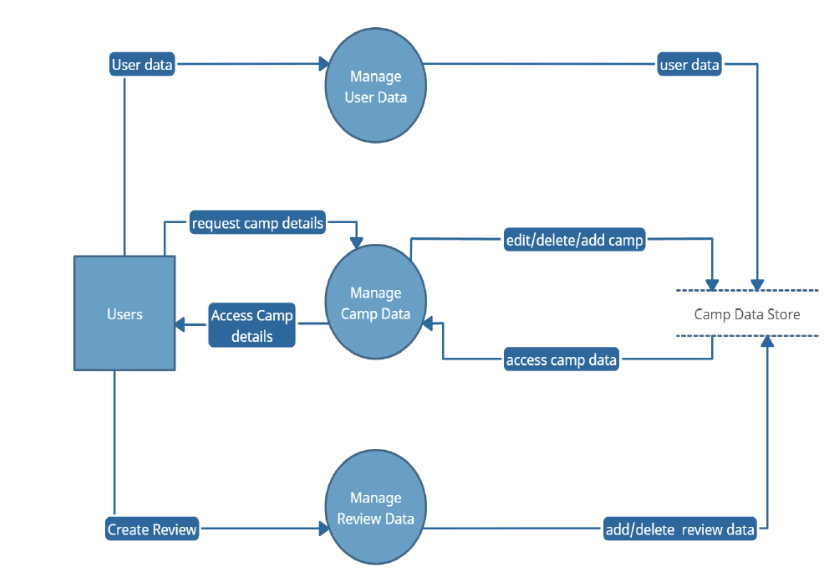 User data
Manage
User Data
user data
request camp details
edit/delete/add camp
Users
Access Camp
details
Manage
Camp Data
Camp Data Store
access camp data
Create Review
Manage
Review Data
add/delete  review data